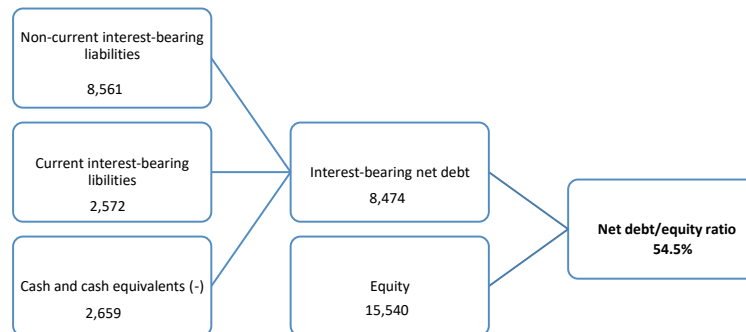 Non-current interest-bearing
liabilities
8,561
Current interest-bearing
libilities
2,572
Cash and cash equivalents (-)
2,659
Interest-bearing net debt
8,474
Equity
15,540
Net debt/equity ratio
54.5%